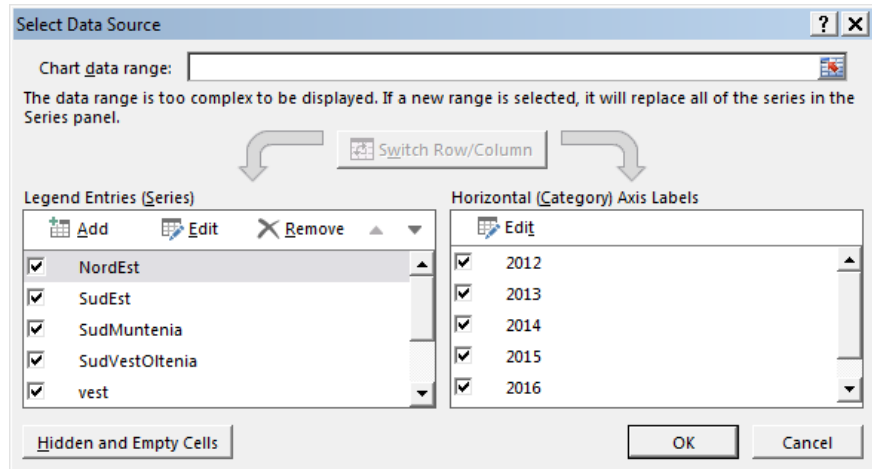 Select Data Source
?
Chart data range:
The data range is too complex to be displayed. If a new range is selected, it will replace all of the series in the
Series panel.
Switch Row/Column
Legend Entries (Series)
Horizontal (Category) Axis Labels
Add Edit Remove
Edit
NordEst
2012
SudEst
2013
SudMuntenia
2014
SudVestOltenia
2015
vest
2016
Hidden and Empty Cells
OK
Cancel